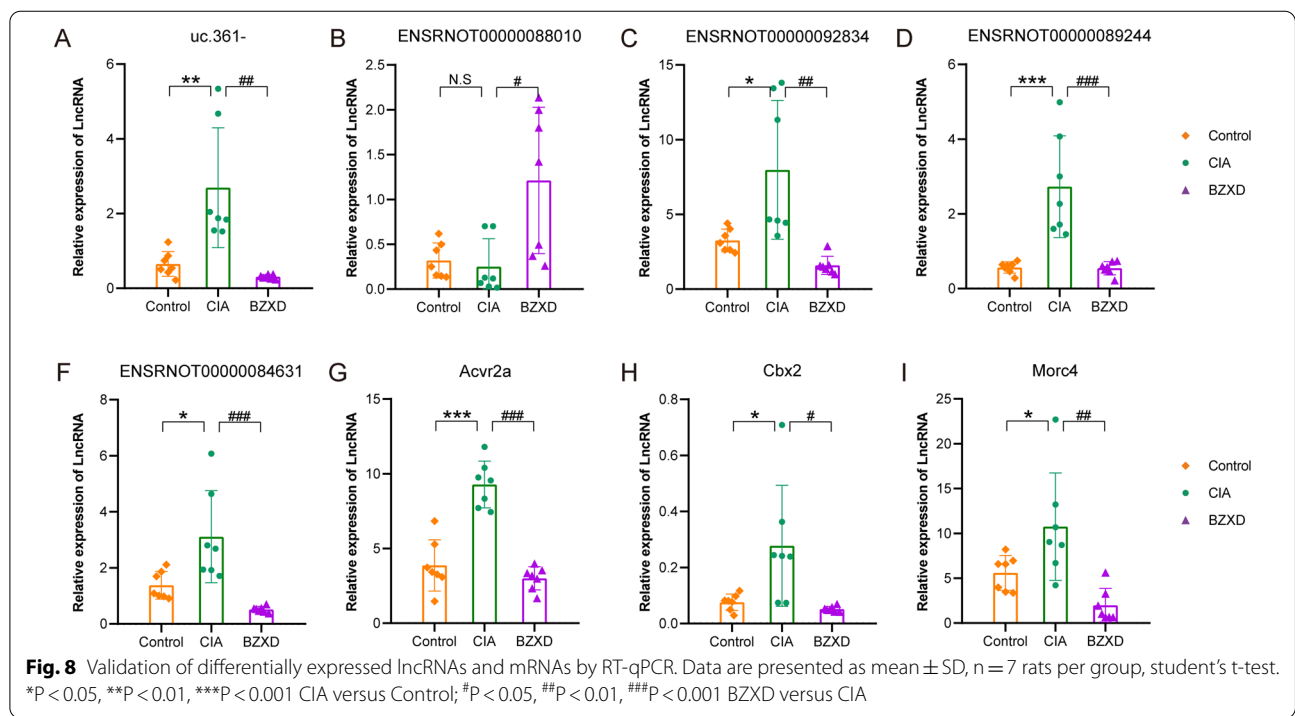 A
uc.361-
Relative expression of LncRNA
6
4
2
0
**
##
Control
CIA
BZXD
B
ENSRNOT00000088010
Relative expression of LncRNA
2.5
2.0
1.5
1.0
0.5
0.0
N.S
#
Control
CIA
BZXD
C
ENSRNOT00000092834
Relative expression of LncRNA
15
12
9
6
3
0
*
##
Control
CIA
BZXD
D
ENSRNOT00000089244
Relative expression of LncRNA
6
4
2
0
***
###
Control
CIA
BZXD
Control
CIA
BZXD
F
ENSRNOT00000084631
Relative expression of LncRNA
8
6
4
2
0
*
###
Control
CIA
BZXD
G
Acvr2a
Relative expression of LncRNA
15
10
5
0
***
###
Control
CIA
BZXD
H
Cbx2
Relative expression of LncRNA
0.8
0.6
0.4
0.2
0.0
*
#
Control
CIA
BZXD
I
Morc4
Relative expression of LncRNA
25
20
15
10
5
0
*
##
Control
CIA
BZXD
Control
CIA
BZXD
Fig. 8 Validation of differentially expressed lncRNAs and mRNAs by RT-qPCR. Data are presented as mean ± SD, n = 7 rats per group, student's t-test.
*P < 0.05, **P < 0.01, ***P < 0.001 CIA versus Control; #P < 0.05, ##P < 0.01, ###P < 0.001 BZXD versus CIA